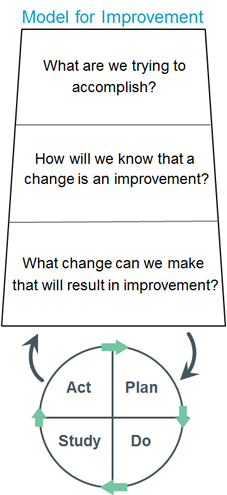 Model for Improvement
What are we trying to
accomplish?
How will we know that a
change is an improvement?
What change can we make
that will result in improvement?
Act
Plan
Study
Do